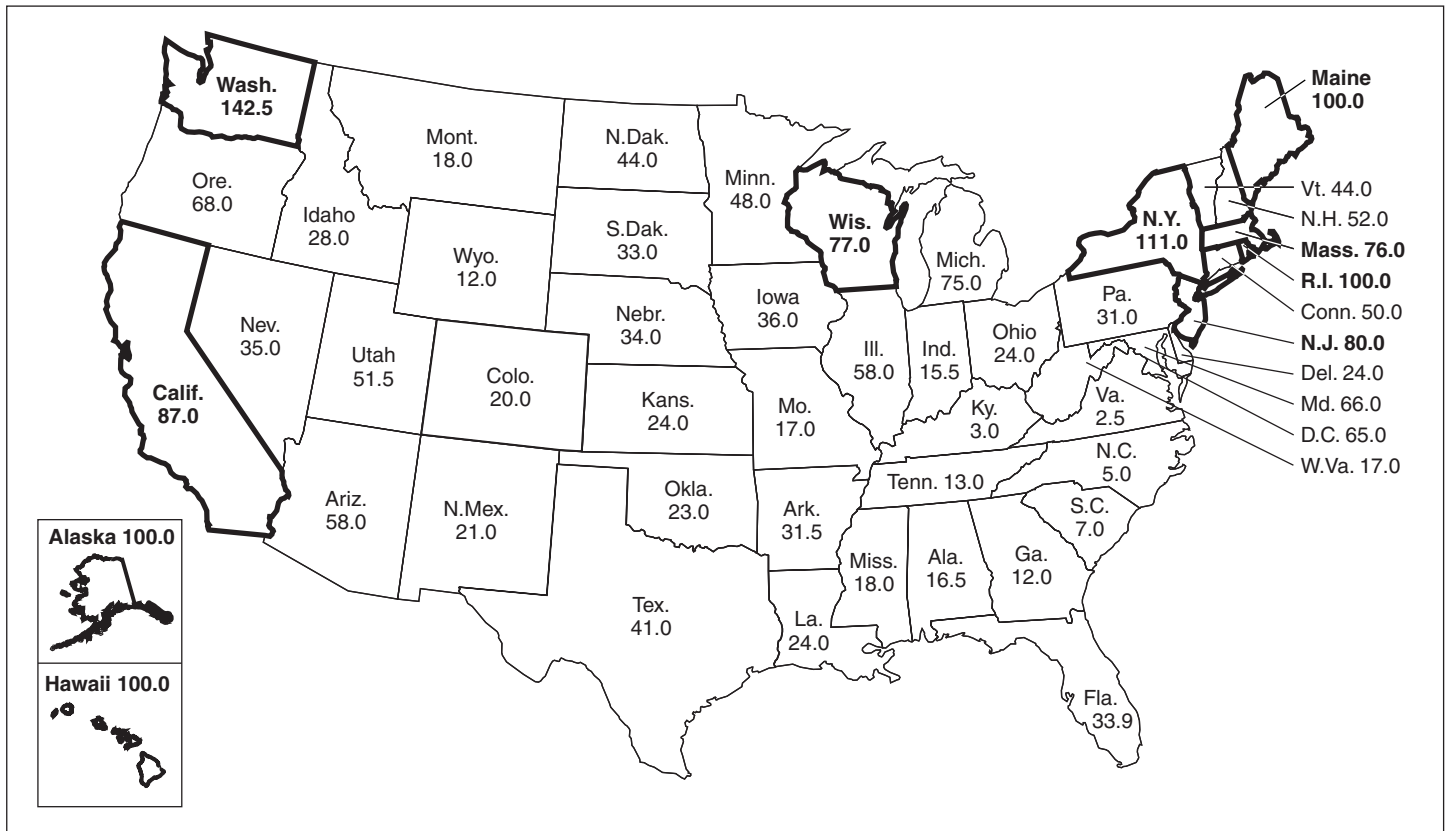 Wash.
142.5
Maine
100.0
Mont.
18.0
N.Dak.
44.0
Minn.
48.0
Ore.
68.0
Idaho
28.0
Wis.
77.0
N.Y.
111.0
Vt. 44.0
N.H. 52.0
Mass. 76.0
R.I. 100.0
Conn. 50.0
N.J. 80.0
Del. 24.0
Md. 66.0
D.C. 65.0
W.Va. 17.0
S.Dak.
33.0
Wyo.
12.0
Mich.
75.0
Iowa
36.0
Pa.
31.0
Nebr.
34.0
Nev.
35.0
Utah
51.5
Colo.
20.0
Ill.
58.0
Ind.
15.5
Ohio
24.0
Calif.
87.0
Kans.
24.0
Mo.
17.0
Ky.
3.0
Va.
2.5
N.C.
5.0
Tenn. 13.0
Ariz.
58.0
N.Mex.
21.0
Okla.
23.0
Ark.
31.5
S.C.
7.0
Miss.
18.0
Ala.
16.5
Ga.
12.0
Tex.
41.0
La.
24.0
Fla.
33.9
Alaska 100.0
Hawaii 100.0